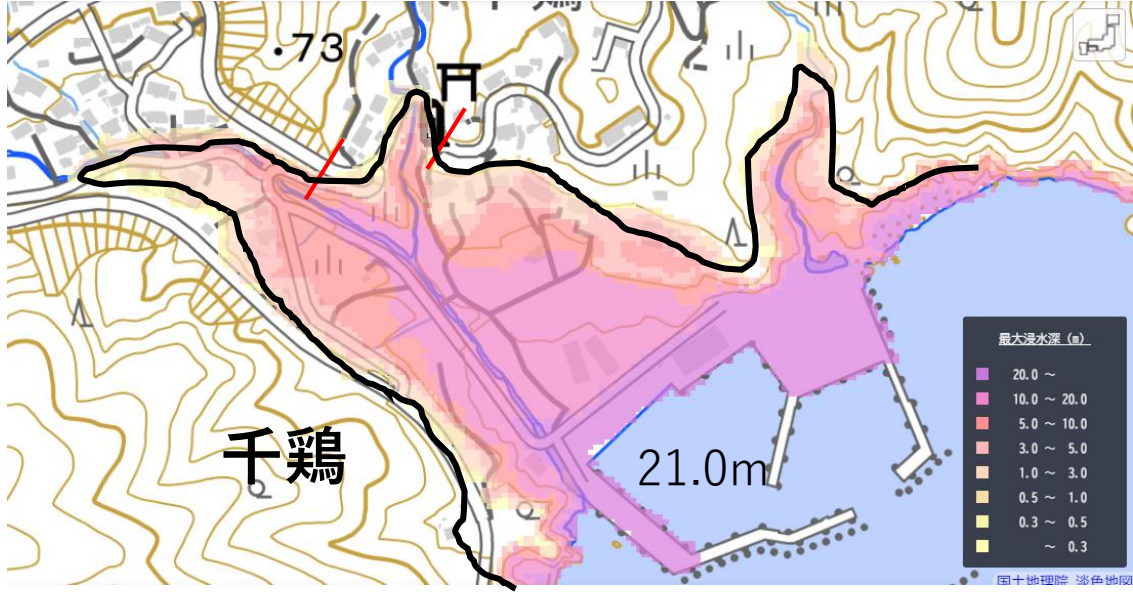 ・73
千鶏
21.0m
最大浸水深 (m)
20.0 ～
10.0 ～ 20.0
5.0 ～ 10.0
3.0 ～ 5.0
1.0 ～ 3.0
0.5 ～ 1.0
0.3 ～ 0.5
～ 0.3
国土地理院 淡色地図